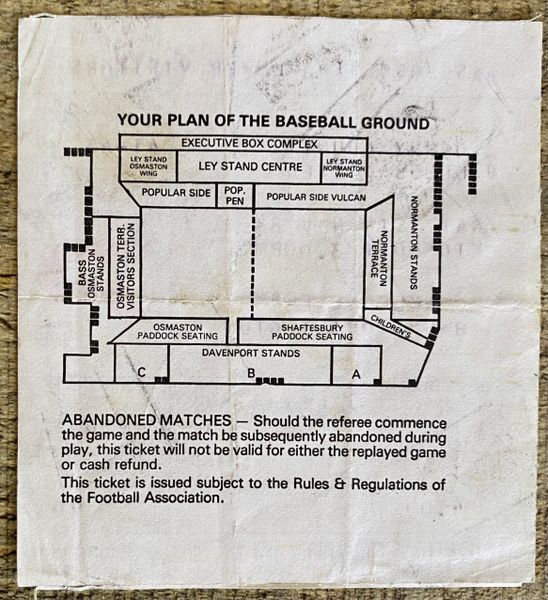 YOUR PLAN OF THE BASEBALL GROUND
EXECUTIVE BOX COMPLEX
LEY STAND
OSMASTON
WING
LEY STAND CENTRE
LEY STAND
NORMANTON
WING
POPULAR SIDE
POP.
PEN
POPULAR SIDE VULCAN
BASS
OSMASTON
STANDS
OSMASTON TERR.
VISITORS SECTION
NORMANTON
TERRACE
NORMANTON STANDS
CHILDREN'S
OSMASTON
PADDOCK SEATING
SHAFTESBURY
PADDOCK SEATING
DAVENPORT STANDS
C
B
A
ABANDONED MATCHES — Should the referee commence
the game and the match be subsequently abandoned during
play, this ticket will not be valid for either the replayed game
or cash refund.
This ticket is issued subject to the Rules & Regulations of
the Football Association.